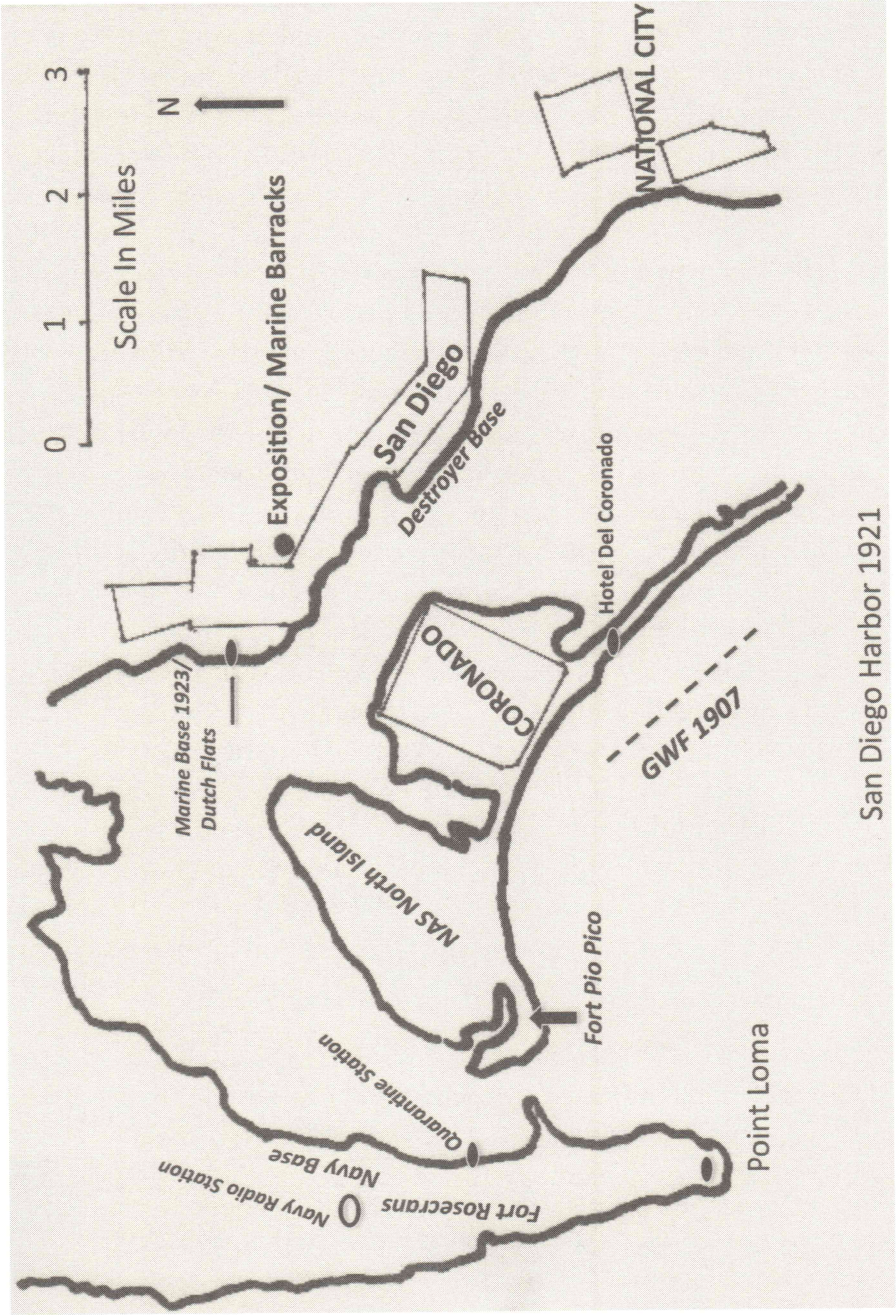 0 1 2 3
Scale In Miles
N
Exposition/ Marine Barracks
Marine Base 1923/
Dutch Flats
San Diego
Destroyer Base
NATIONAL CITY
CORONADO
Hotel Del Coronado
NAS North Island
GWF 1907
Fort Pio Pico
Quarantine Station
Navy Base
Navy Radio Station
Fort Rosecrans
Point Loma
San Diego Harbor 1921